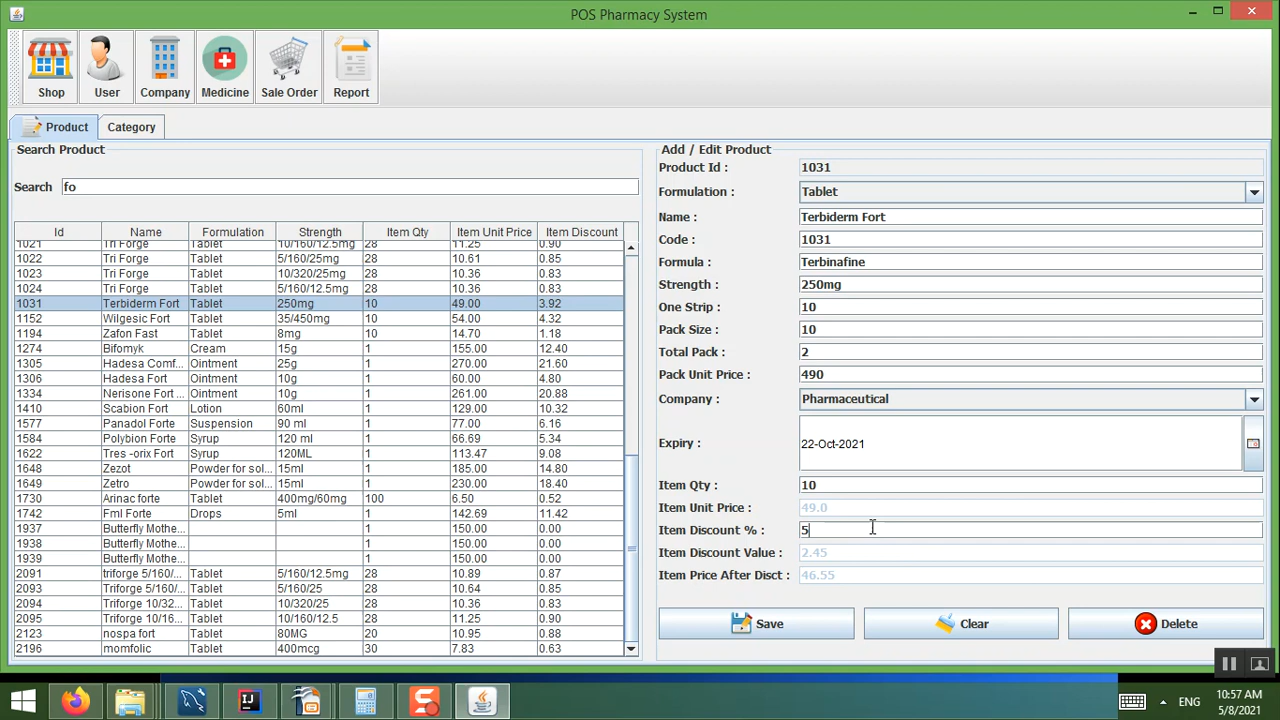 POS Pharmacy System
Shop User Company Medicine Sale Order Report
Product Category
Search Product
Search fo
Id Name Formulation Strength Item Qty Item Unit Price Item Discount
1021 Tri Forge Tablet 10/160/12.5mg 28 11.25 0.90
1022 Tri Forge Tablet 5/160/25mg 28 10.61 0.85
1023 Tri Forge Tablet 10/320/25mg 28 10.36 0.83
1024 Tri Forge Tablet 5/160/12.5mg 28 10.36 0.83
1031 Terbiderm Fort Tablet 250mg 10 49.00 3.92
1152 Wilgesic Fort Tablet 35/450mg 10 54.00 4.32
1194 Zafon Fast Tablet 8mg 10 14.70 1.18
1274 Bifomyk Cream 15g 1 155.00 12.40
1305 Hadesa Comf... Ointment 25g 1 270.00 21.60
1306 Hadesa Fort Ointment 10g 1 60.00 4.80
1334 Nerisone Fort ... Ointment 10g 1 261.00 20.88
1410 Scabion Fort Lotion 60ml 1 129.00 10.32
1577 Panadol Forte Suspension 90 ml 1 77.00 6.16
1584 Polybion Forte Syrup 120 ml 1 66.69 5.34
1622 Tres -orix Fort Syrup 120ML 1 113.47 9.08
1648 Zezot Powder for sol... 15ml 1 185.00 14.80
1649 Zetro Powder for sol... 15ml 1 230.00 18.40
1730 Arinac forte Tablet 400mg/60mg 100 6.50 0.52
1742 Fml Forte Drops 5ml 1 142.69 11.42
1937 Butterfly Mothe... 1 150.00 0.00
1938 Butterfly Mothe... 1 150.00 0.00
1939 Butterfly Mothe... 1 150.00 0.00
2091 triforge 5/160/... Tablet 5/160/12.5mg 28 10.89 0.87
2093 Triforge 5/160/... Tablet 5/160/25 28 10.64 0.85
2094 Triforge 10/32... Tablet 10/320/25 28 10.36 0.83
2095 Triforge 10/16... Tablet 10/160/12.5 28 11.25 0.90
2123 nospa fort Tablet 80MG 20 10.95 0.88
2196 momfolic Tablet 400mcg 30 7.83 0.63
Add / Edit Product
Product Id : 1031
Formulation : Tablet
Name : Terbiderm Fort
Code : 1031
Formula : Terbinafine
Strength : 250mg
One Strip : 10
Pack Size : 10
Total Pack : 2
Pack Unit Price : 490
Company : Pharmaceutical
Expiry : 22-Oct-2021
Item Qty : 10
Item Unit Price : 49.0
Item Discount % : 5
Item Discount Value : 2.45
Item Price After Disct : 46.55
Save Clear Delete
ENG
10:57 AM
5/8/2021